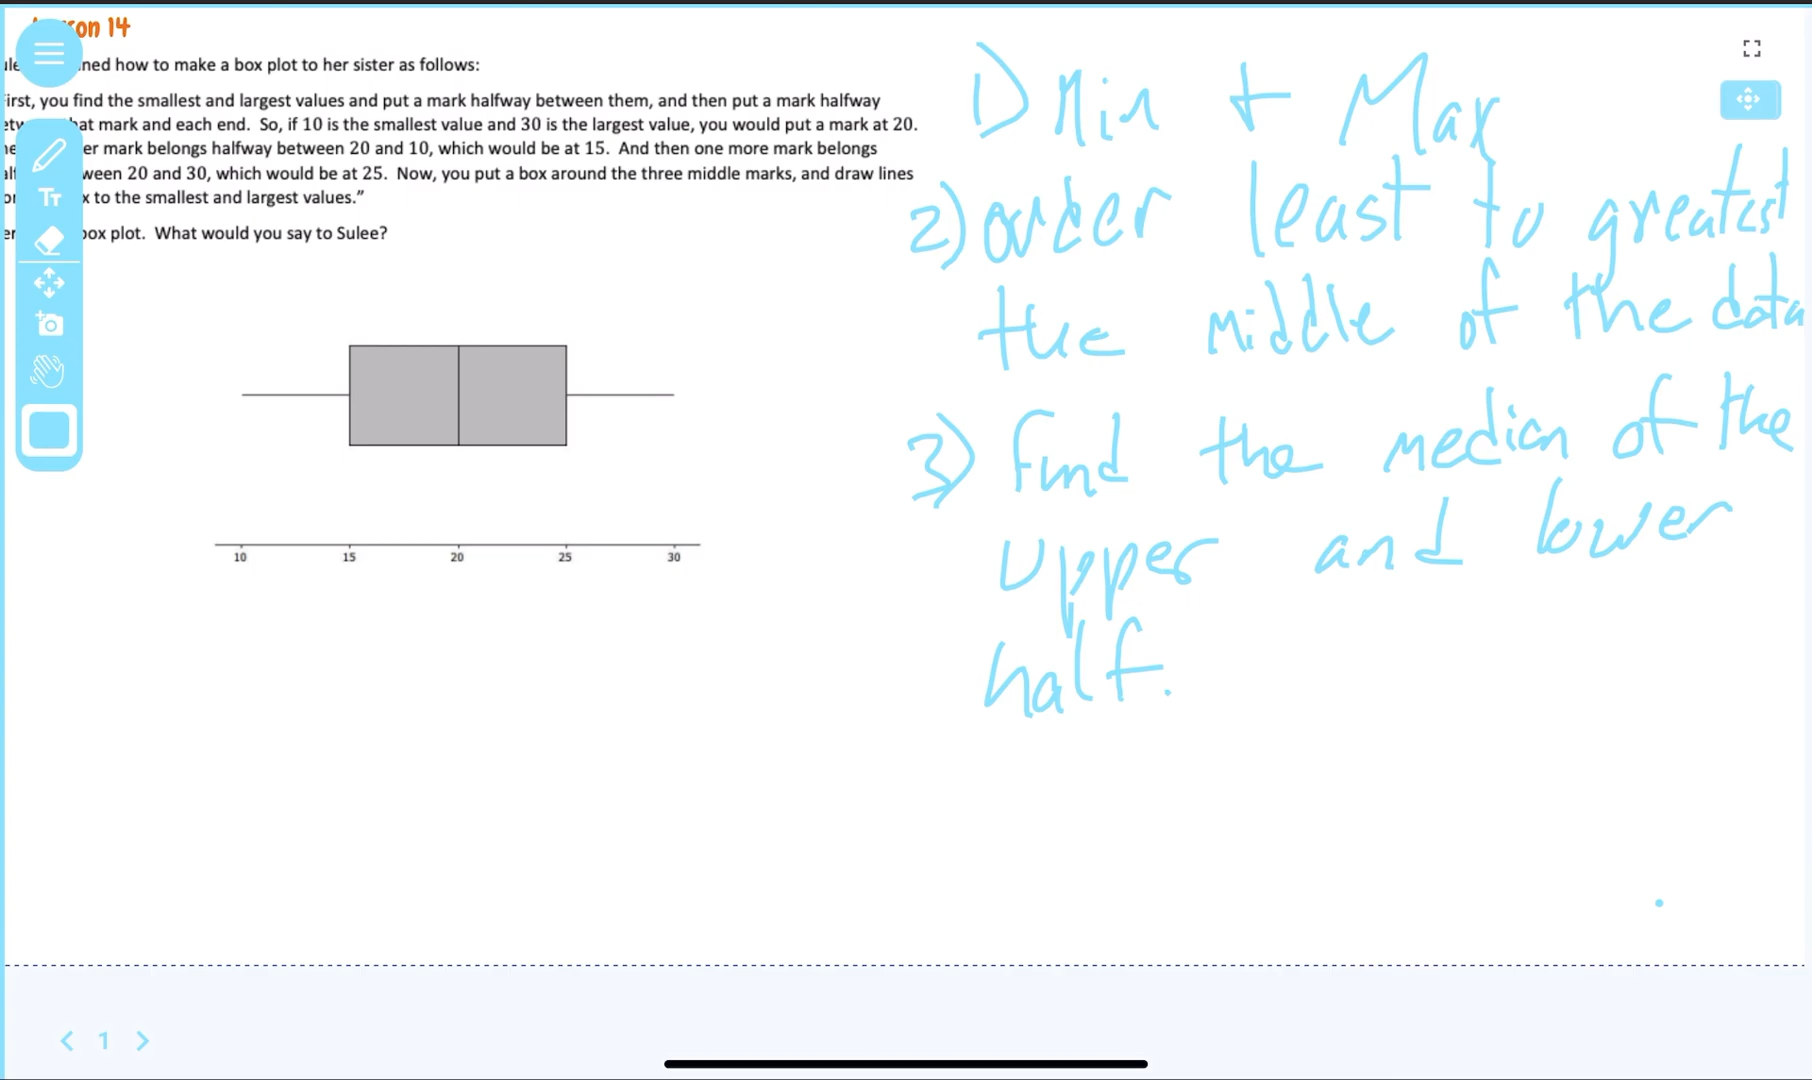 son 14
ned how to make a box plot to her sister as follows:
irst, you find the smallest and largest values and put a mark halfway between them, and then put a mark halfway
at mark and each end. So, if 10 is the smallest value and 30 is the largest value, you would put a mark at 20.
er mark belongs halfway between 20 and 10, which would be at 15. And then one more mark belongs
ween 20 and 30, which would be at 25. Now, you put a box around the three middle marks, and draw lines
x to the smallest and largest values."
box plot. What would you say to Sulee?
Tt
10 15 20 25 30
1) Min + Max
2) order least to greatest
the middle of the data
3) find the median of the
upper and lower
half.
1